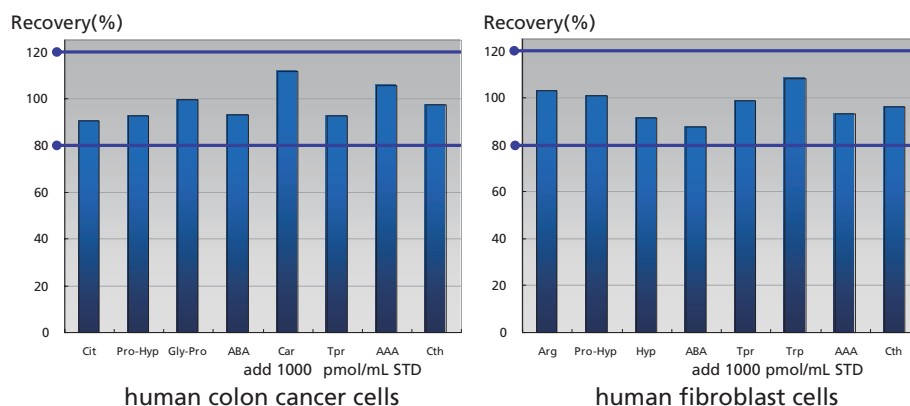 Recovery(%)
120
100
80
60
40
20
0
Cit Pro-Hyp Gly-Pro ABA Car Tpr AAA Cth
add 1000 pmol/mL STD
human colon cancer cells
Recovery(%)
120
100
80
60
40
20
0
Arg Pro-Hyp Hyp ABA Tpr Trp AAA Cth
add 1000 pmol/mL STD
human fibroblast cells